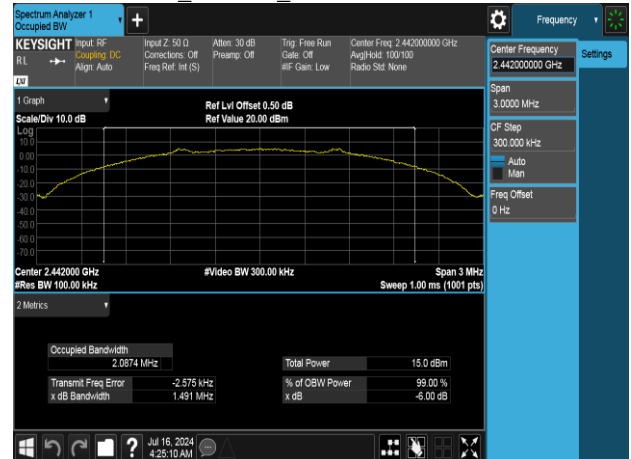 Spectrum Analyzer 1
Occupied BW
+
Frequency
KEYSIGHT
RL
LXI
Input: RF
Coupling: DC
Align: Auto
Input Z: 50 Ω
Corrections: Off
Freq Ref: Int (S)
Atten: 30 dB
Preamp: Off
Trig: Free Run
Gate: Off
#IF Gain: Low
Center Freq: 2.442000000 GHz
Avg|Hold: 100/100
Radio Std: None
Center Frequency
2.442000000 GHz
Settings
Span
3.0000 MHz
CF Step
300.000 kHz
Auto
Man
Freq Offset
0 Hz
1 Graph
Scale/Div 10.0 dB
Ref Lvl Offset 0.50 dB
Ref Value 20.00 dBm
Log
10.0
0.00
-10.0
-20.0
-30.0
-40.0
-50.0
-60.0
-70.0
Center 2.442000 GHz
#Video BW 300.00 kHz
Span 3 MHz
#Res BW 100.00 kHz
Sweep 1.00 ms (1001 pts)
2 Metrics
Occupied Bandwidth
2.0874 MHz
Total Power 15.0 dBm
Transmit Freq Error -2.575 kHz
% of OBW Power 99.00 %
x dB Bandwidth 1.491 MHz
x dB -6.00 dB
?
Jul 16, 2024
4:25:10 AM